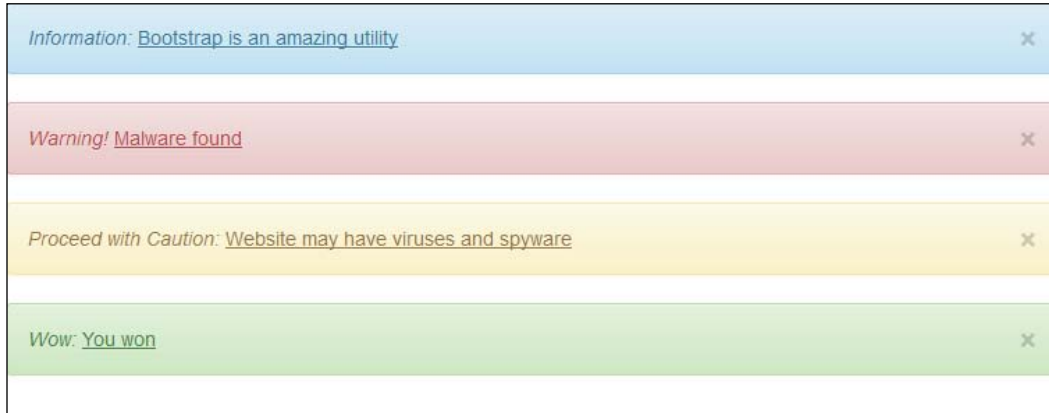 Information: Bootstrap is an amazing utility ×
Warning! Malware found ×
Proceed with Caution: Website may have viruses and spyware ×
Wow: You won ×